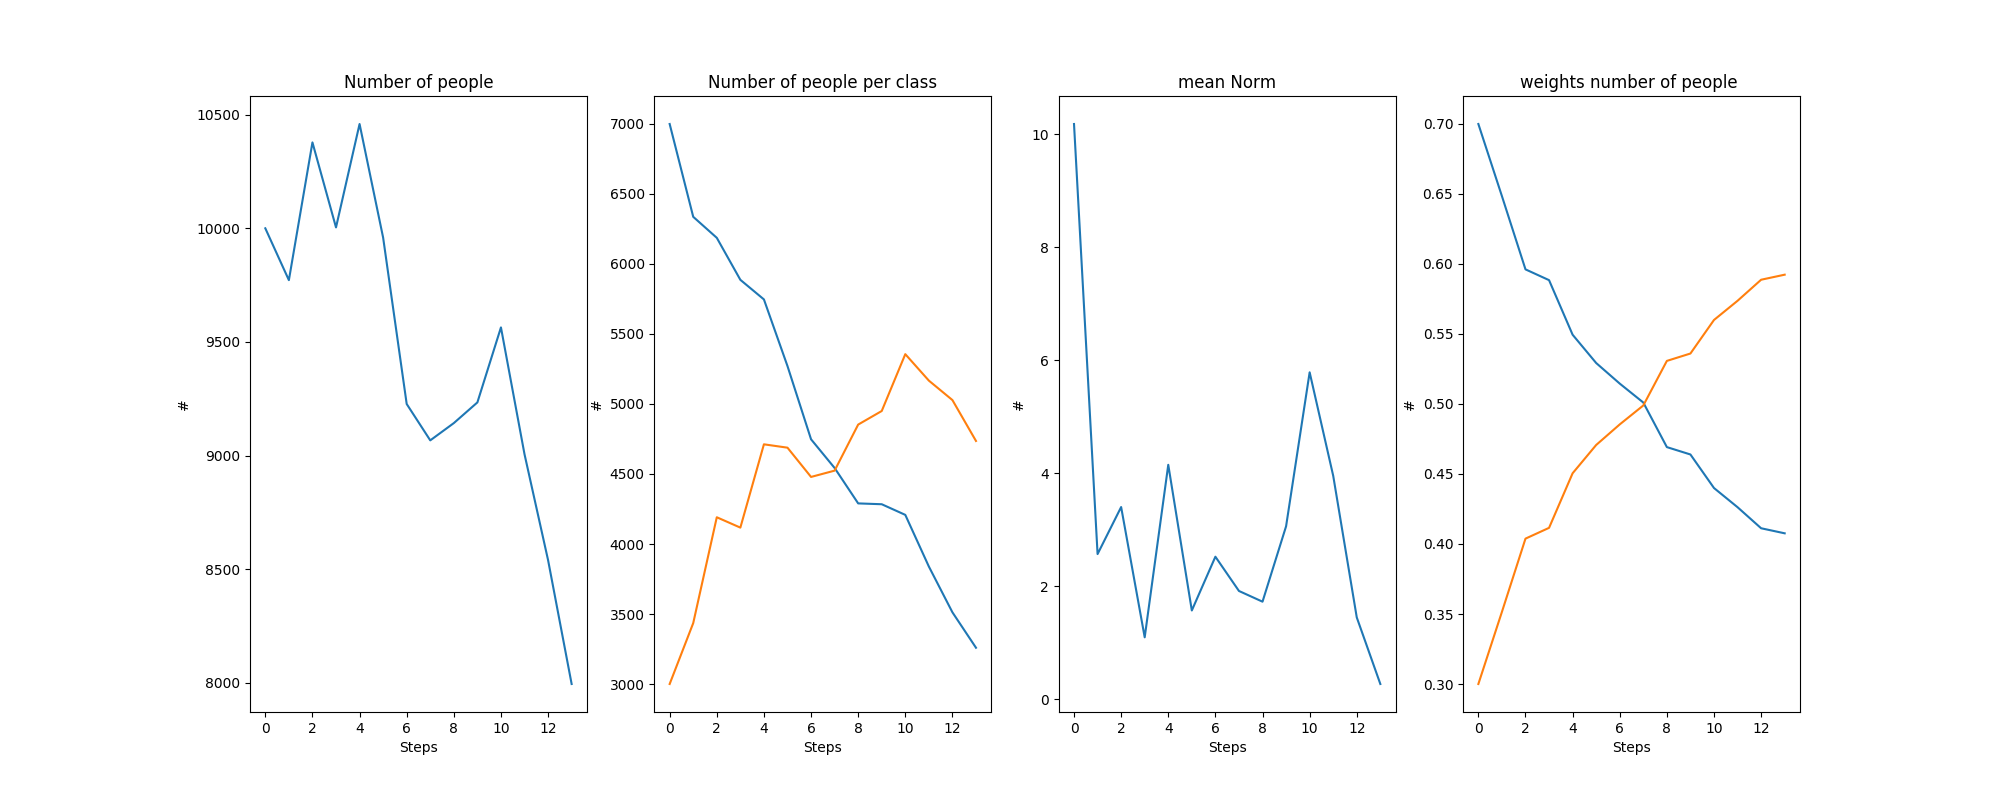 Number of people
10500
10000
9500
9000
8500
8000
#
0 2 4 6 8 10 12
Steps
Number of people per class
7000
6500
6000
5500
5000
4500
4000
3500
3000
#
0 2 4 6 8 10 12
Steps
mean Norm
10
8
6
4
2
0
#
0 2 4 6 8 10 12
Steps
weights number of people
0.70
0.65
0.60
0.55
0.50
0.45
0.40
0.35
0.30
#
0 2 4 6 8 10 12
Steps